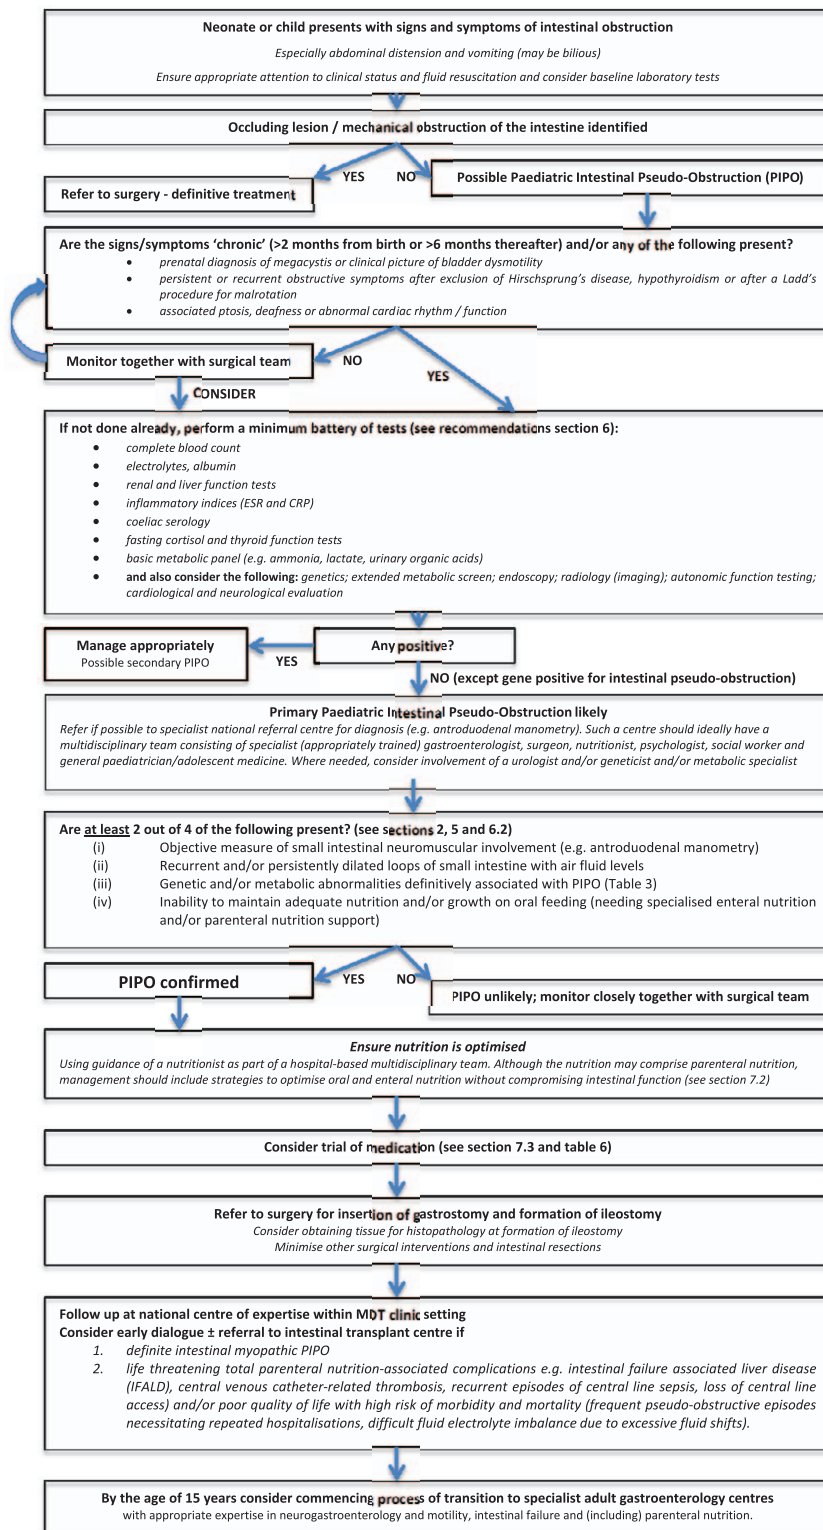 Neonate or child presents with signs and symptoms of intestinal obstruction
Especially abdominal distension and vomiting (may be bilious)
Ensure appropriate attention to clinical status and fluid resuscitation and consider baseline laboratory tests
Occluding lesion / mechanical obstruction of the intestine identified
YES
NO
Refer to surgery - definitive treatment
Possible Paediatric Intestinal Pseudo-Obstruction (PIPO)
Are the signs/symptoms ‘chronic’ (>2 months from birth or >6 months thereafter) and/or any of the following present?
• prenatal diagnosis of megacystis or clinical picture of bladder dysmotility
• persistent or recurrent obstructive symptoms after exclusion of Hirschsprung’s disease, hypothyroidism or after a Ladd’s
procedure for malrotation
• associated ptosis, deafness or abnormal cardiac rhythm / function
Monitor together with surgical team
NO
YES
CONSIDER
If not done already, perform a minimum battery of tests (see recommendations section 6):
• complete blood count
• electrolytes, albumin
• renal and liver function tests
• inflammatory indices (ESR and CRP)
• coeliac serology
• fasting cortisol and thyroid function tests
• basic metabolic panel (e.g. ammonia, lactate, urinary organic acids)
• and also consider the following: genetics; extended metabolic screen; endoscopy; radiology (imaging); autonomic function testing;
cardiological and neurological evaluation
Manage appropriately
Possible secondary PIPO
YES
Any positive?
NO (except gene positive for intestinal pseudo-obstruction)
Primary Paediatric Intestinal Pseudo-Obstruction likely
Refer if possible to specialist national referral centre for diagnosis (e.g. antroduodenal manometry). Such a centre should ideally have a
multidisciplinary team consisting of specialist (appropriately trained) gastroenterologist, surgeon, nutritionist, psychologist, social worker and
general paediatrician/adolescent medicine. Where needed, consider involvement of a urologist and/or geneticist and/or metabolic specialist
Are at least 2 out of 4 of the following present? (see sections 2, 5 and 6.2)
(i) Objective measure of small intestinal neuromuscular involvement (e.g. antroduodenal manometry)
(ii) Recurrent and/or persistently dilated loops of small intestine with air fluid levels
(iii) Genetic and/or metabolic abnormalities definitively associated with PIPO (Table 3)
(iv) Inability to maintain adequate nutrition and/or growth on oral feeding (needing specialised enteral nutrition
and/or parenteral nutrition support)
PIPO confirmed
YES
NO
PIPO unlikely; monitor closely together with surgical team
Ensure nutrition is optimised
Using guidance of a nutritionist as part of a hospital-based multidisciplinary team. Although the nutrition may comprise parenteral nutrition,
management should include strategies to optimise oral and enteral nutrition without compromising intestinal function (see section 7.2)
Consider trial of medication (see section 7.3 and table 6)
Refer to surgery for insertion of gastrostomy and formation of ileostomy
Consider obtaining tissue for histopathology at formation of ileostomy
Minimise other surgical interventions and intestinal resections
Follow up at national centre of expertise within MDT clinic setting
Consider early dialogue ± referral to intestinal transplant centre if
1. definite intestinal myopathic PIPO
2. life threatening total parenteral nutrition-associated complications e.g. intestinal failure associated liver disease
(IFALD), central venous catheter-related thrombosis, recurrent episodes of central line sepsis, loss of central line
access) and/or poor quality of life with high risk of morbidity and mortality (frequent pseudo-obstructive episodes
necessitating repeated hospitalisations, difficult fluid electrolyte imbalance due to excessive fluid shifts).
By the age of 15 years consider commencing process of transition to specialist adult gastroenterology centres
with appropriate expertise in neurogastroenterology and motility, intestinal failure and (including) parenteral nutrition.